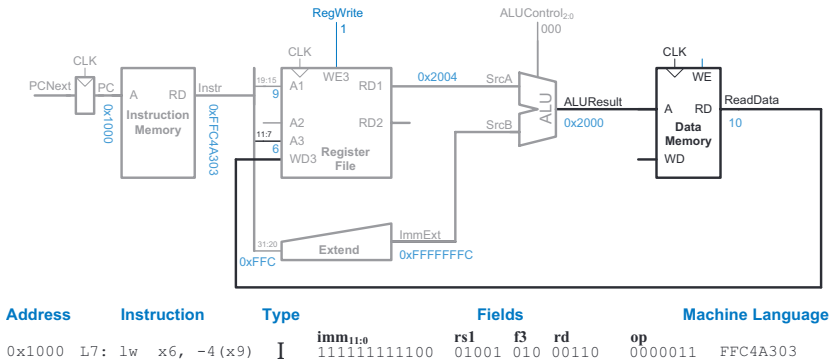 RegWrite
1
ALUControl2:0
000
CLK
CLK
CLK
PCNext
PC
A RD
Instruction
Memory
0x1000
Instr
0xFFC4A303
19:15
9
A1
WE3
RD1
0x2004
SrcA
A2
RD2
11:7
6
A3
WD3
Register
File
SrcB
ALU
ALUResult
0x2000
WE
A RD
Data
Memory
WD
ReadData
10
31:20
0xFFC
Extend
ImmExt
0xFFFFFFFC
Address Instruction Type Fields Machine Language
imm11:0 rs1 f3 rd op
0x1000 L7: lw x6, -4(x9) I 111111111100 01001 010 00110 0000011 FFC4A303